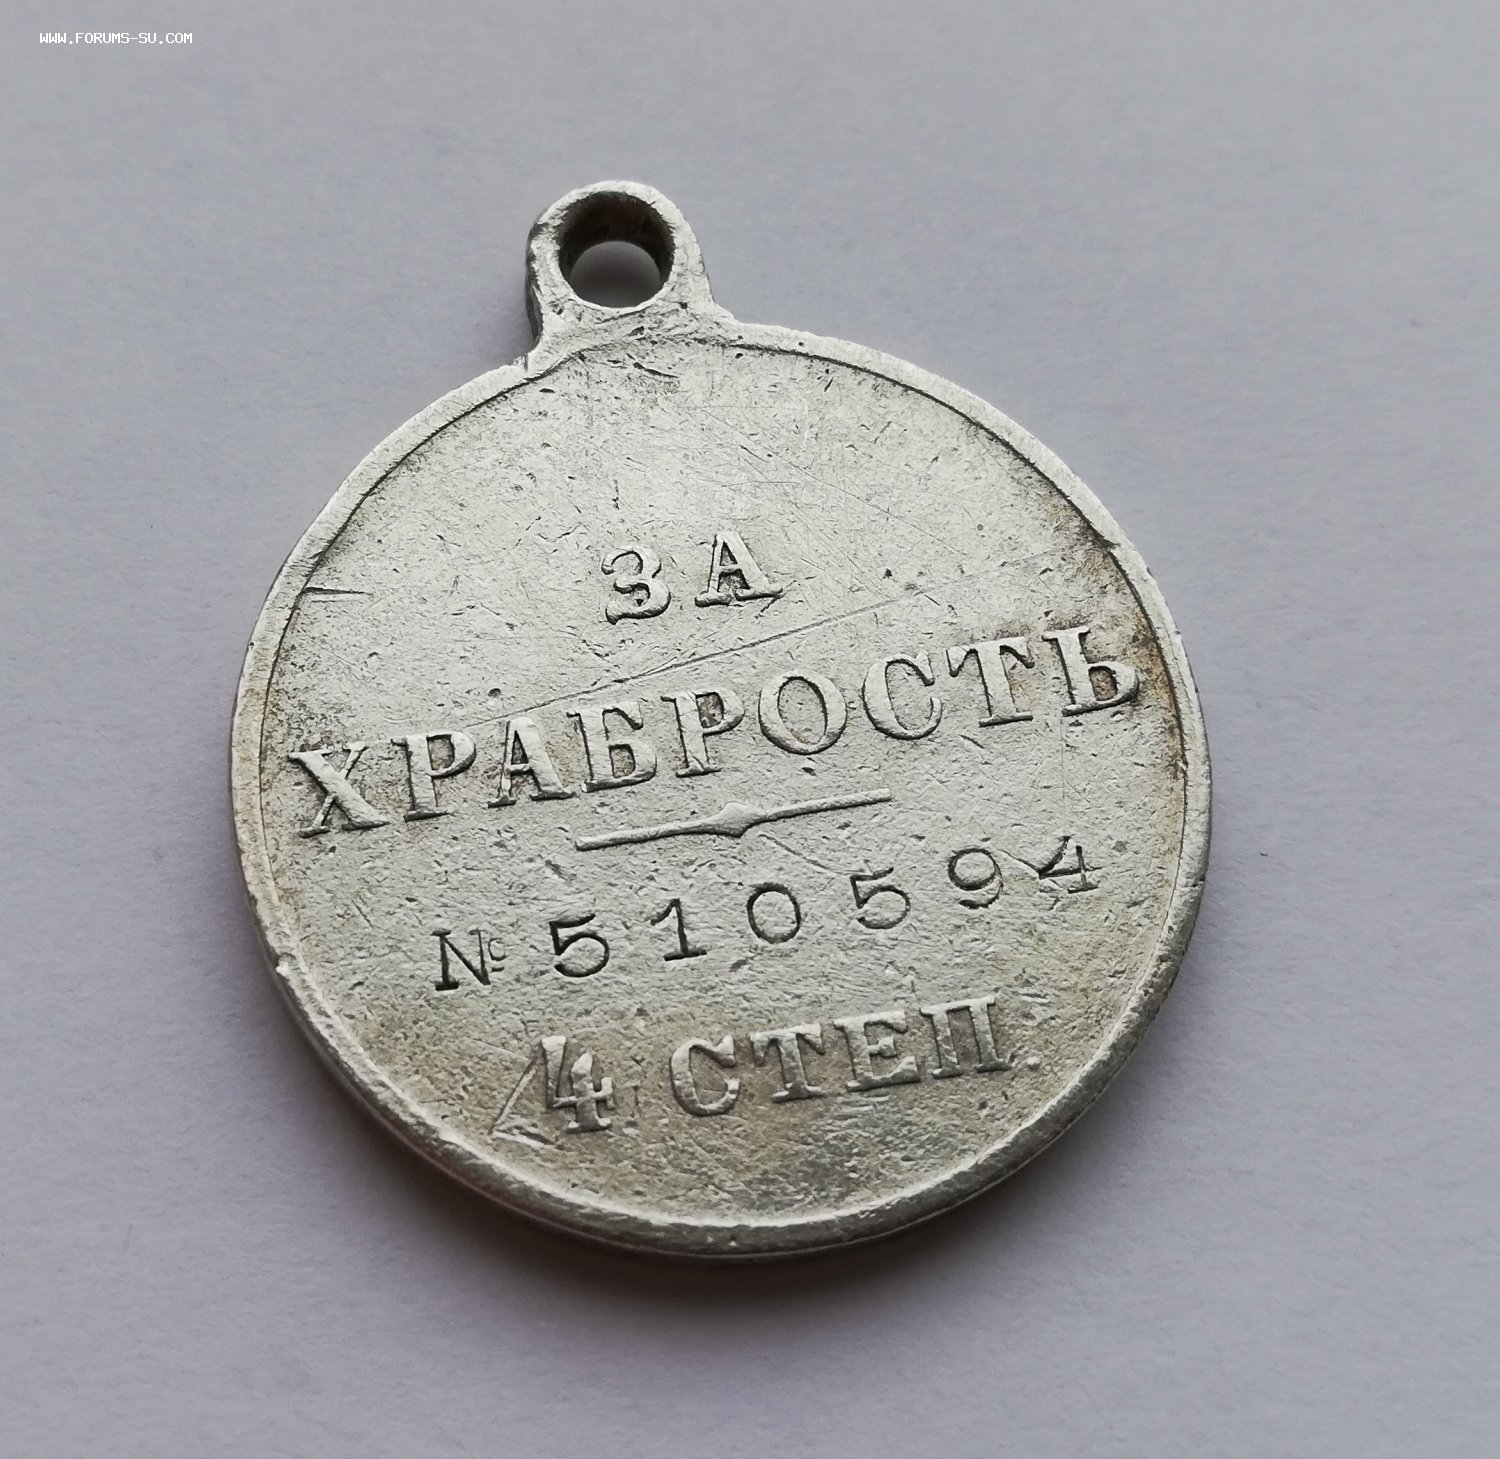 WWW.FORUMS-SU.COM
ЗА
ХРАБРОСТЬ
№ 510594
4 СТЕП.